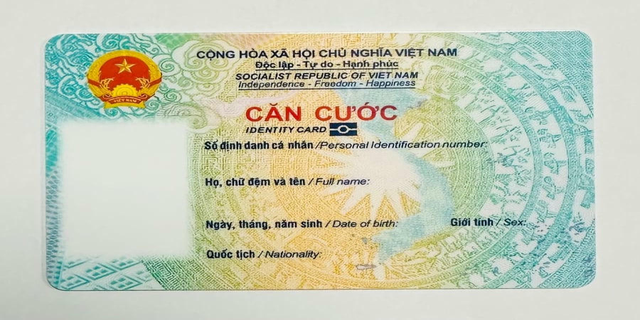 CỘNG HÒA XÃ HỘI CHỦ NGHĨA VIỆT NAM
Độc lập - Tự do - Hạnh phúc
SOCIALIST REPUBLIC OF VIET NAM
Independence - Freedom - Happiness
CĂN CƯỚC
IDENTITY CARD
Số định danh cá nhân / Personal Identification number:
Họ, chữ đệm và tên / Full name:
Ngày, tháng, năm sinh / Date of birth: Giới tính / Sex:
Quốc tịch / Nationality:
VIỆT NAM